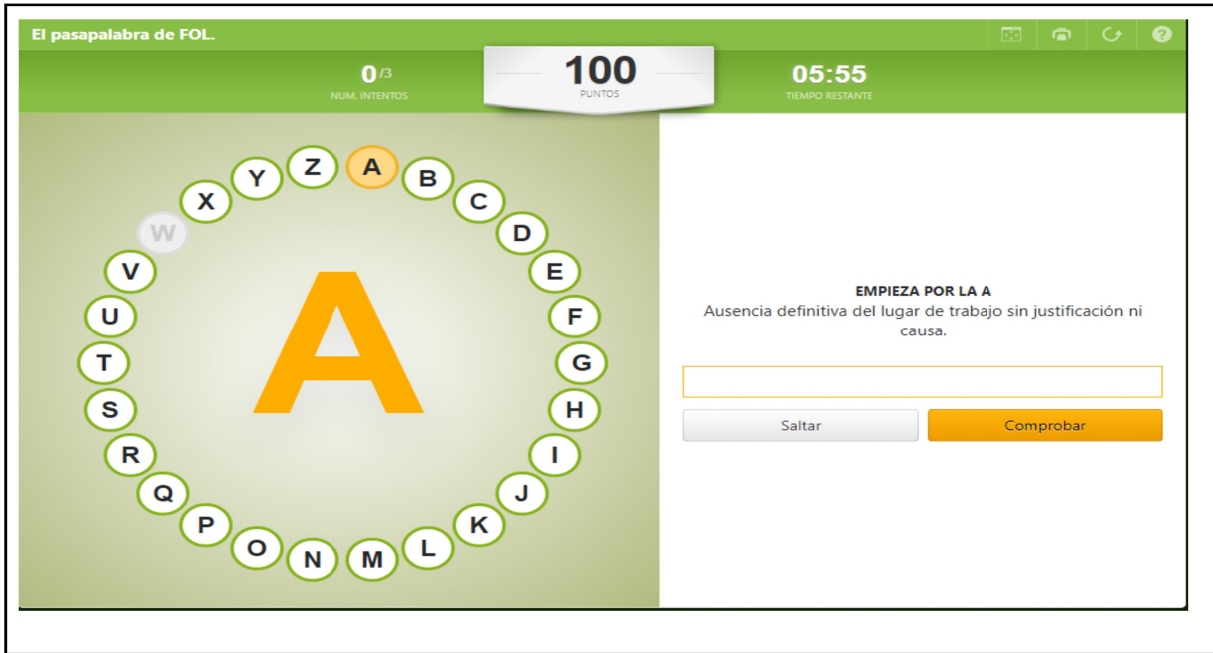 El pasapalabra de FOL.
0/3
NUM. INTENTOS
100
PUNTOS
05:55
TIEMPO RESTANTE
A
B
C
D
E
F
G
H
I
J
K
L
M
N
O
P
Q
R
S
T
U
V
W
X
Y
Z
A
EMPIEZA POR LA A
Ausencia definitiva del lugar de trabajo sin justificación ni
causa.
Saltar
Comprobar